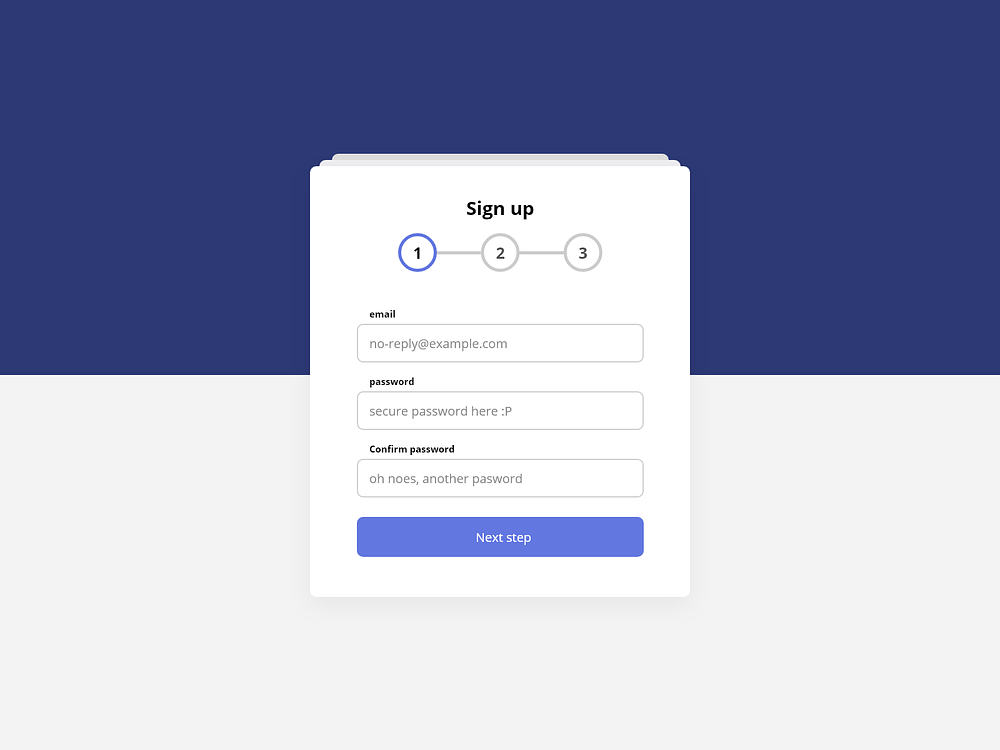 Sign up
1 2 3
email
no-reply@example.com
password
secure password here :P
Confirm password
oh noes, another pasword
Next step